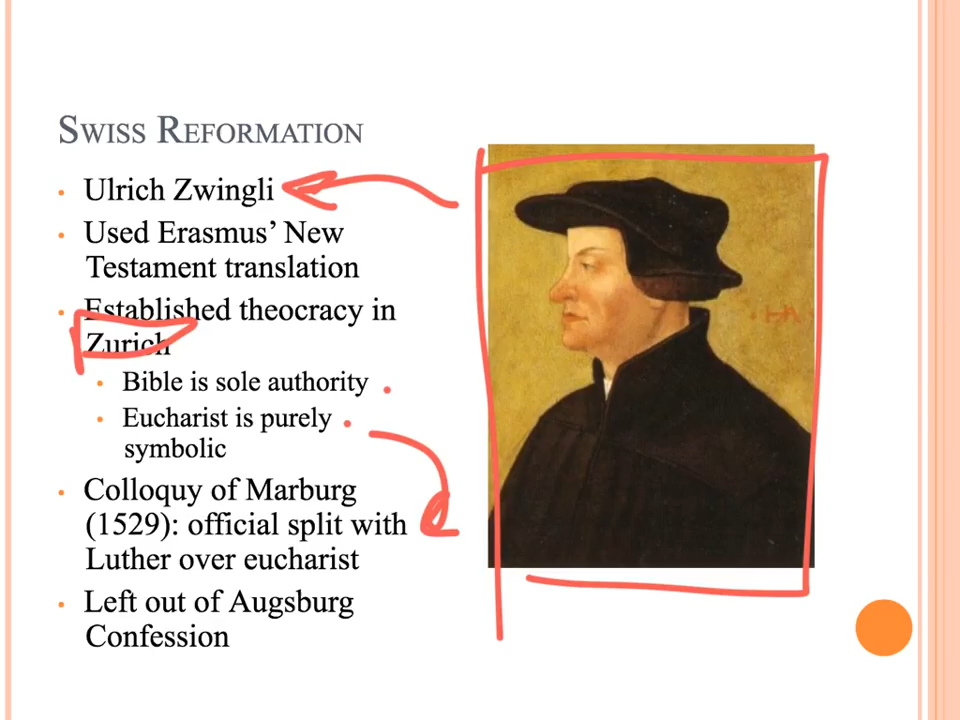 SWISS REFORMATION
• Ulrich Zwingli
• Used Erasmus’ New
Testament translation
• Established theocracy in
Zurich
• Bible is sole authority
• Eucharist is purely
symbolic
• Colloquy of Marburg
(1529): official split with
Luther over eucharist
• Left out of Augsburg
Confession
HA